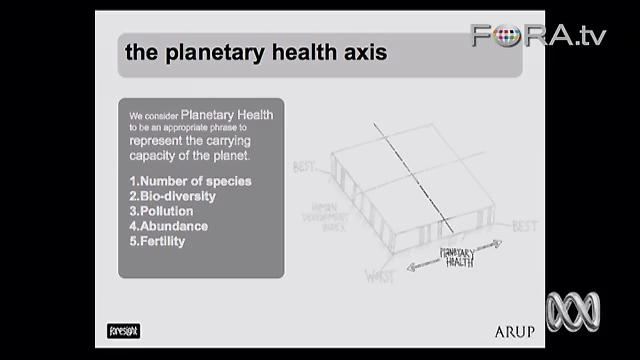 FORA.tv
the planetary health axis
We consider Planetary Health
to be an appropriate phrase to
represent the carrying
capacity of the planet.
1.Number of species
2.Bio-diversity
3.Pollution
4.Abundance
5.Fertility
BEST
HUMAN
DEVELOPMENT
INDEX
WORST
PLANETARY
HEALTH
BEST
foresight
ARUP